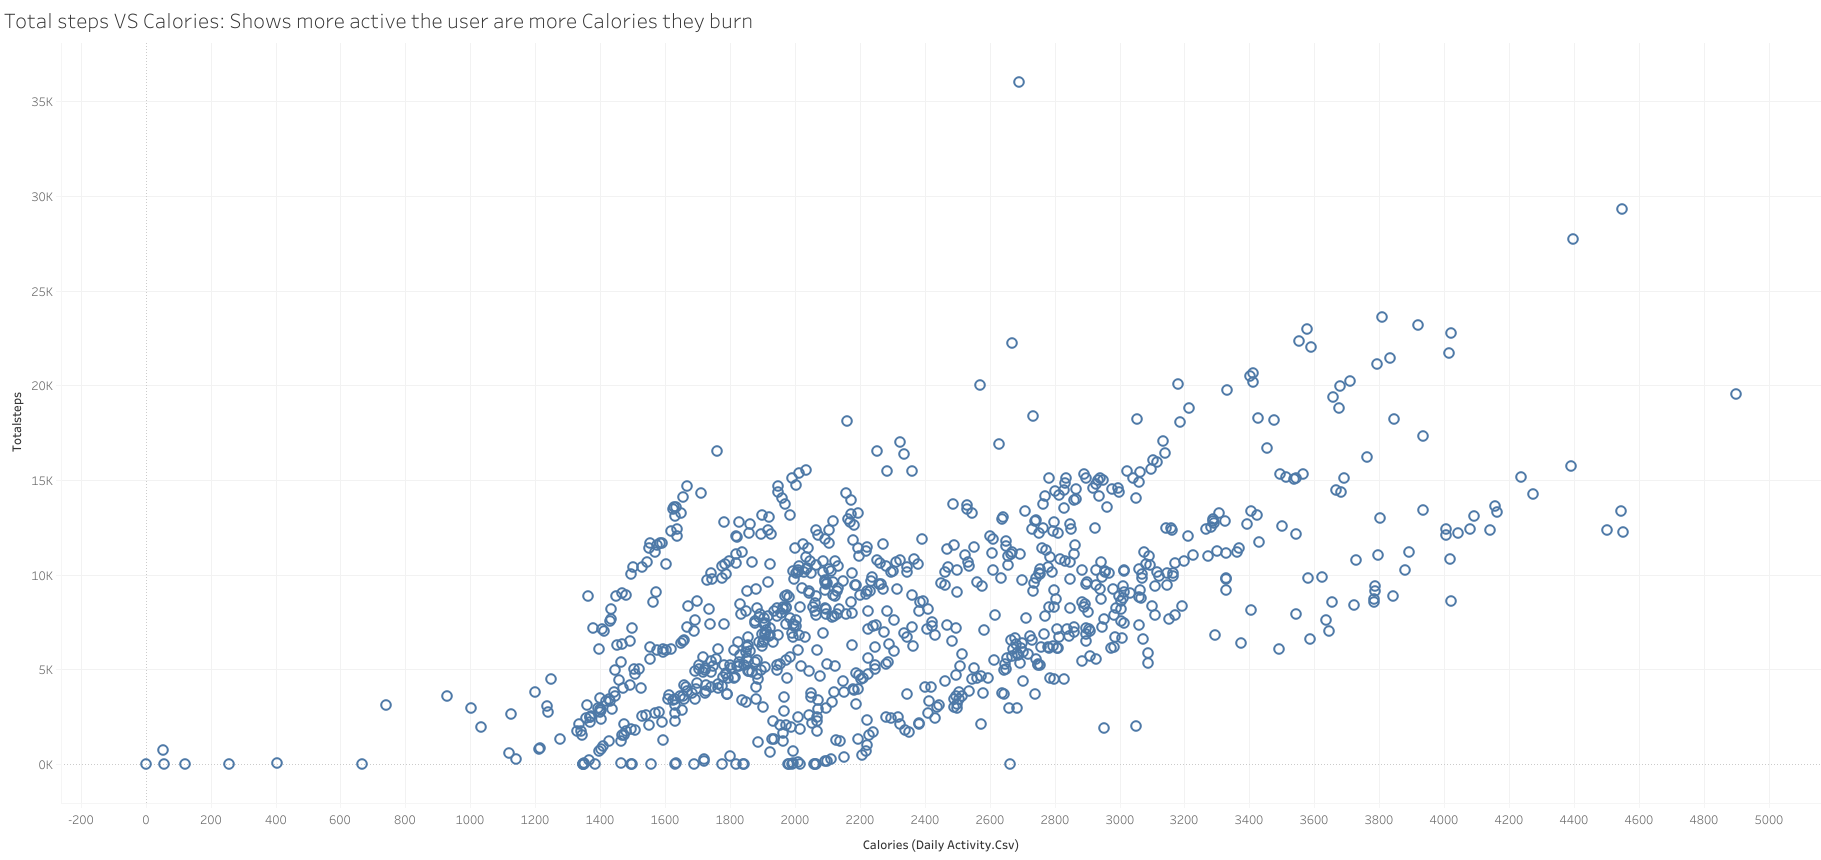 Total steps VS Calories: Shows more active the user are more Calories they burn
35K
30K
25K
20K
15K
10K
5K
0K
Totalsteps
-200 0 200 400 600 800 1000 1200 1400 1600 1800 2000 2200 2400 2600 2800 3000 3200 3400 3600 3800 4000 4200 4400 4600 4800 5000
Calories (Daily Activity.Csv)